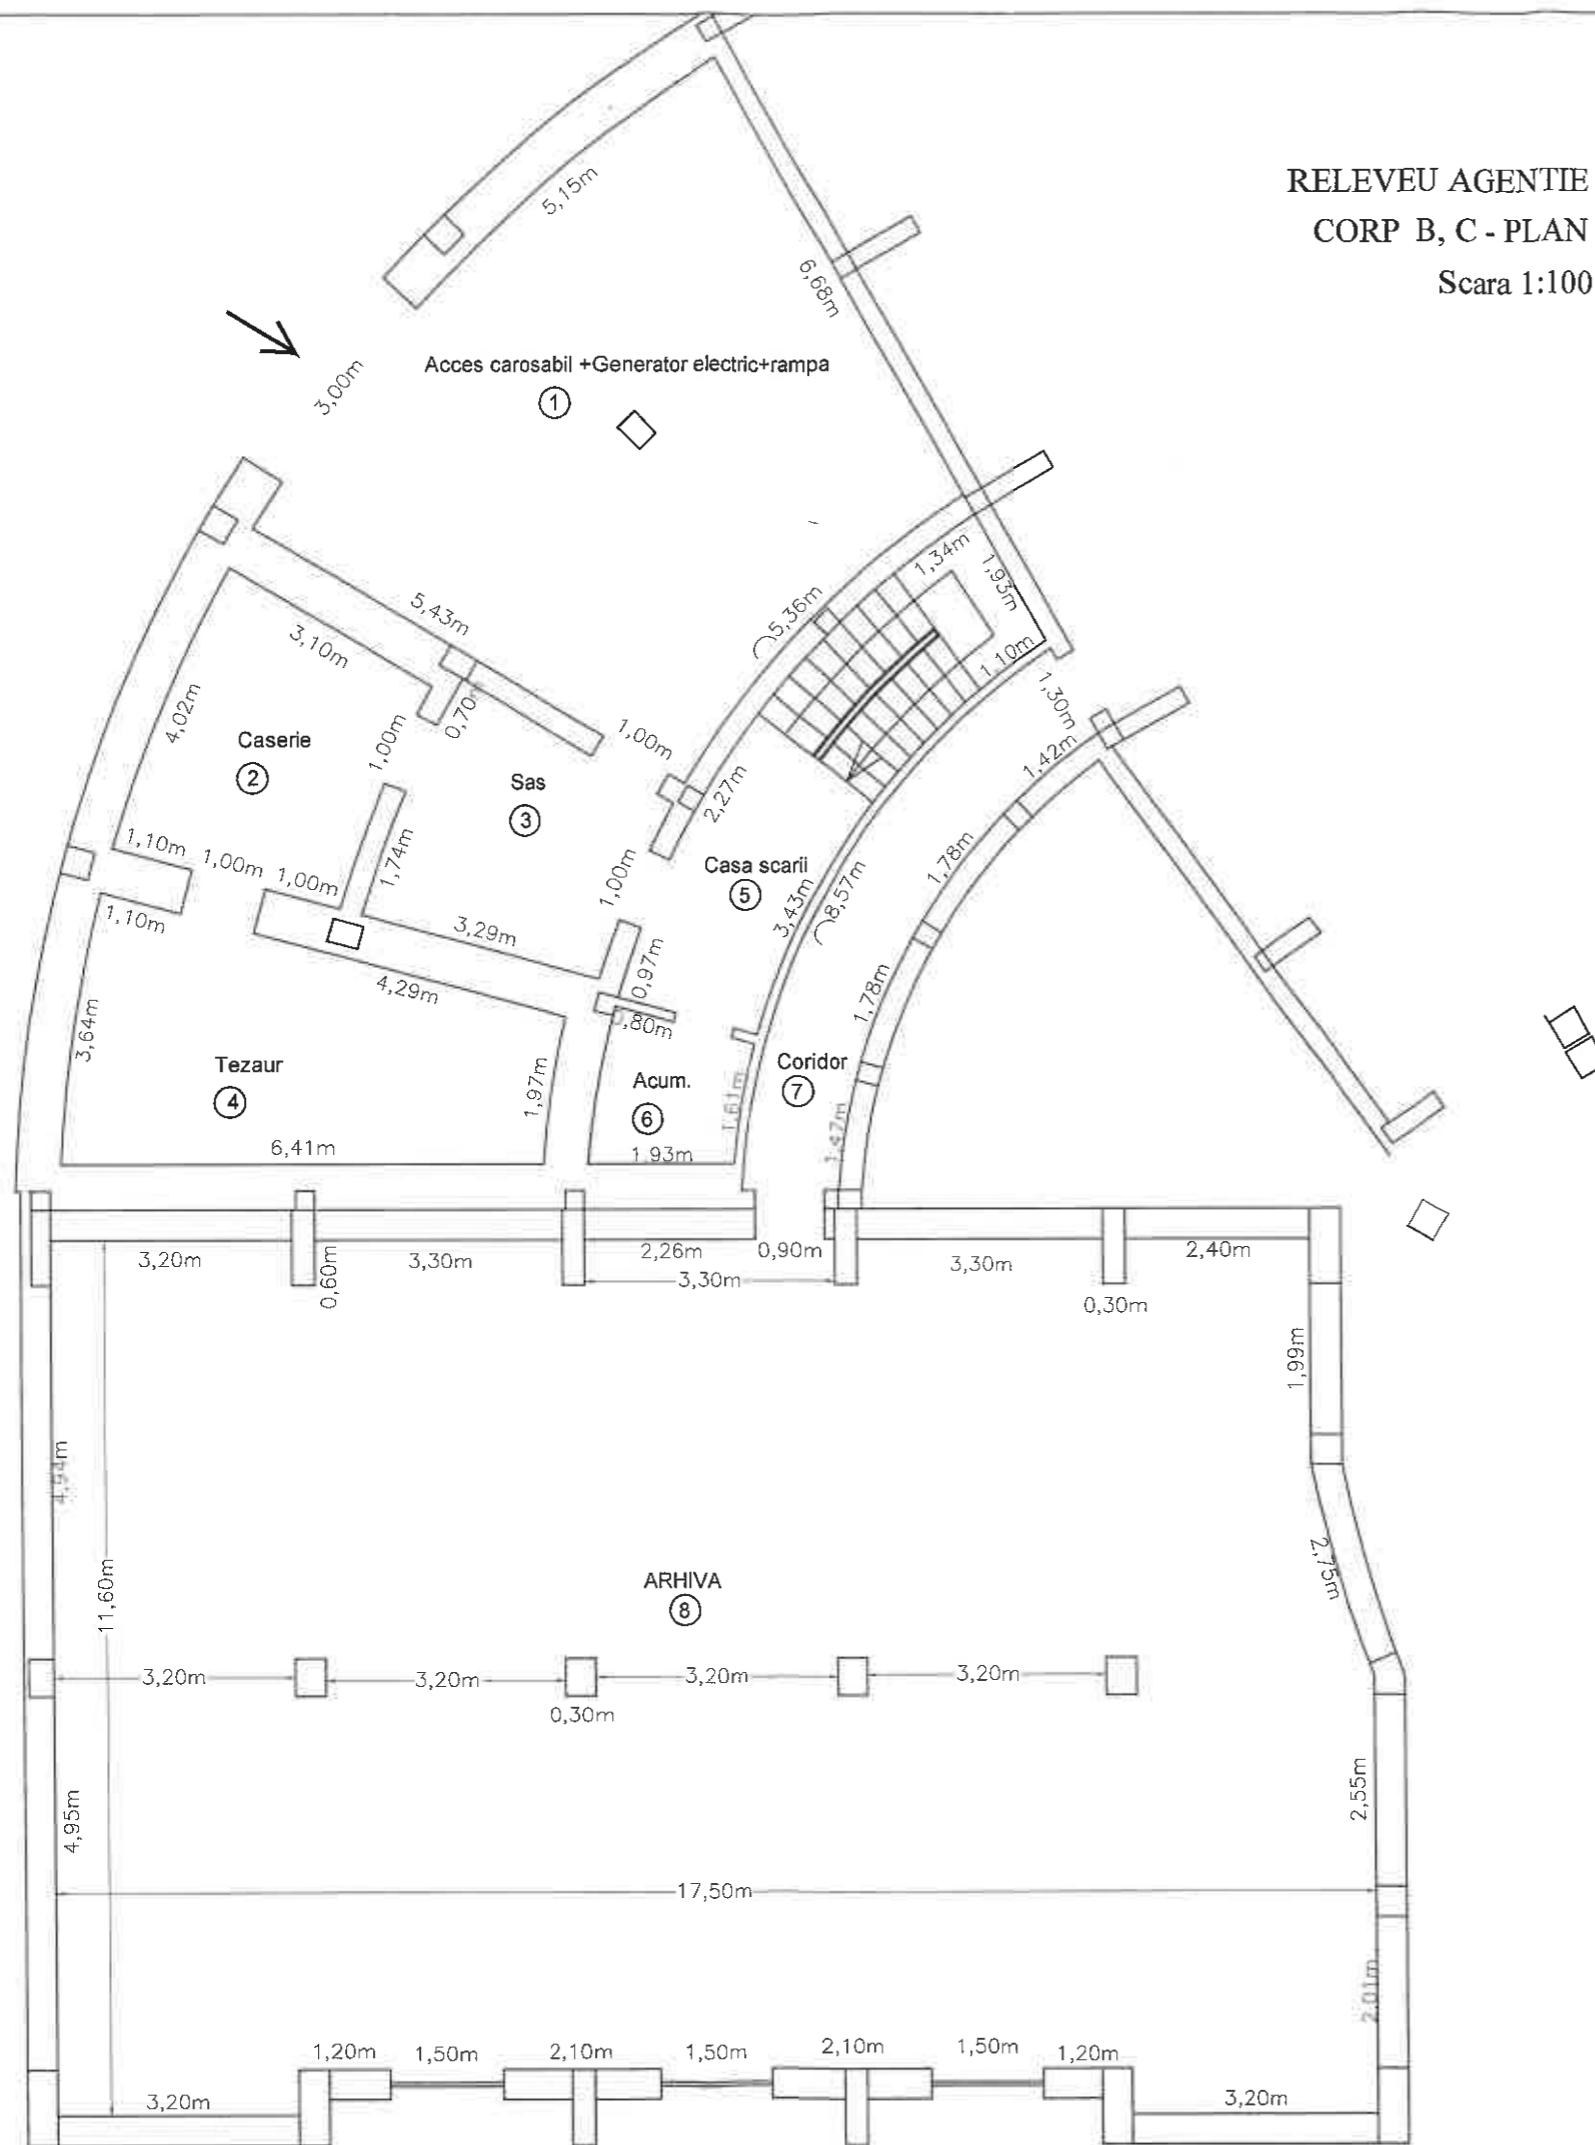 RELEVEU AGENTIE
CORP B, C - PLAN
Scara 1:100
5,15m
6,68m
3,00m
Acces carosabil +Generator electric+rampa
1
5,43m
3,10m
0,70m
4,02m
1,00m
Caserie
2
Sas
3
1,00m
5,36m
1,34m
1,93m
1,10m
1,30m
1,42m
2,27m
1,78m
1,10m
1,00m
1,00m
1,74m
1,10m
3,29m
1,00m
Casa scarii
5
3,43m
8,57m
1,78m
4,29m
0,97m
0,80m
3,64m
Tezaur
4
1,97m
Acum.
6
1,61m
Coridor
7
1,47m
6,41m
1,93m
3,20m
0,60m
3,30m
2,26m
0,90m
3,30m
3,30m
2,40m
0,30m
1,99m
4,94m
11,60m
2,75m
ARHIVA
8
3,20m
3,20m
3,20m
3,20m
0,30m
4,95m
2,55m
17,50m
2,01m
1,20m
1,50m
2,10m
1,50m
2,10m
1,50m
1,20m
3,20m
3,20m